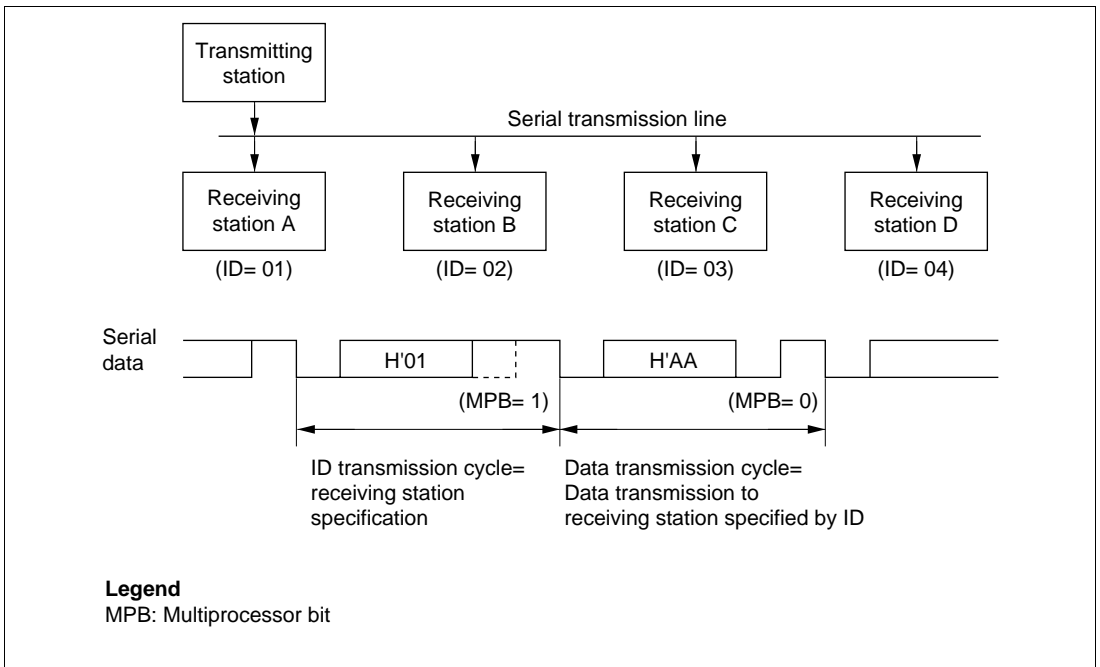 Transmitting
station
Serial transmission line
Receiving
station A
Receiving
station B
Receiving
station C
Receiving
station D
(ID= 01)
(ID= 02)
(ID= 03)
(ID= 04)
Serial
data
H'01
H'AA
(MPB= 1)
(MPB= 0)
ID transmission cycle=
receiving station
specification
Data transmission cycle=
Data transmission to
receiving station specified by ID
Legend
MPB: Multiprocessor bit